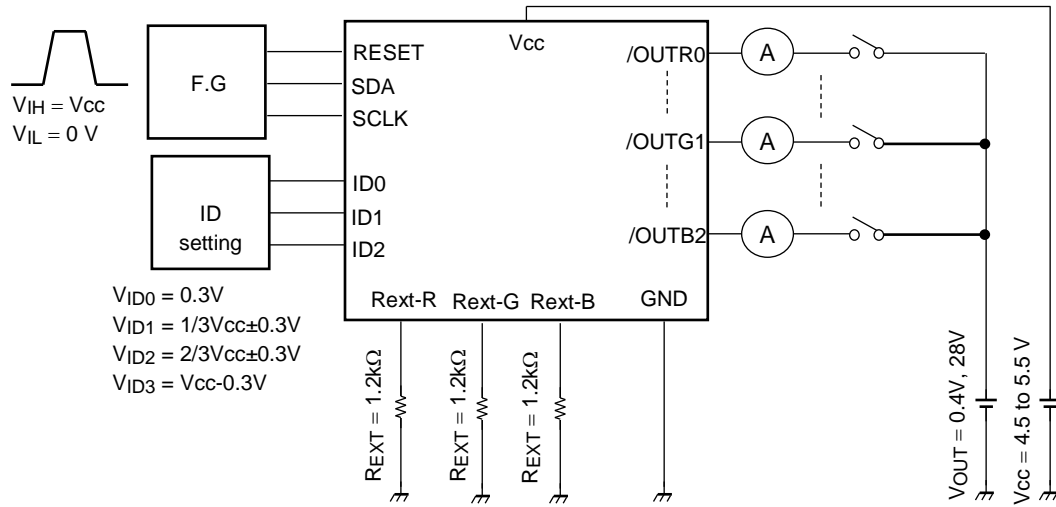 Vcc
RESET
SDA
SCLK
F.G
VIH = Vcc
VIL = 0 V
ID0
ID1
ID2
ID
setting
/OUTR0
A
/OUTG1
A
/OUTB2
A
VID0 = 0.3V
VID1 = 1/3Vcc±0.3V
VID2 = 2/3Vcc±0.3V
VID3 = Vcc-0.3V
Rext-R
Rext-G
Rext-B
GND
REXT = 1.2kΩ
REXT = 1.2kΩ
REXT = 1.2kΩ
VOUT = 0.4V, 28V
Vcc = 4.5 to 5.5 V